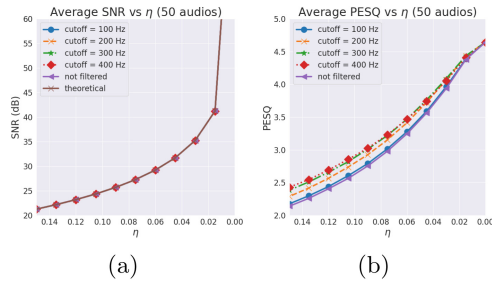 Average SNR vs η (50 audios)
60
55
50
45
40
35
30
25
20
SNR (dB)
cutoff = 100 Hz
cutoff = 200 Hz
cutoff = 300 Hz
cutoff = 400 Hz
not filtered
theoretical
0.14 0.12 0.10 0.08 0.06 0.04 0.02 0.00
η
(a)
Average PESQ vs η (50 audios)
5.0
4.5
4.0
3.5
3.0
2.5
2.0
PESQ
cutoff = 100 Hz
cutoff = 200 Hz
cutoff = 300 Hz
cutoff = 400 Hz
not filtered
0.14 0.12 0.10 0.08 0.06 0.04 0.02 0.00
η
(b)